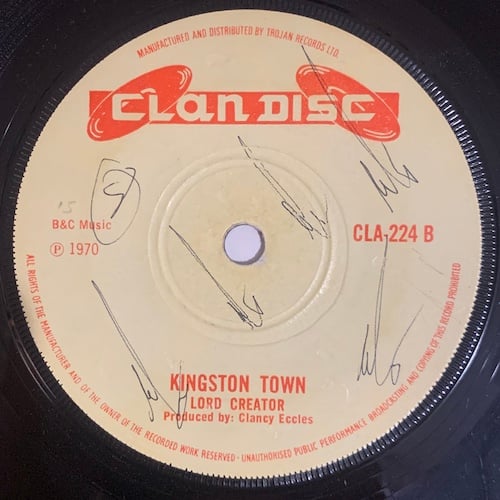 MANUFACTURED AND DISTRIBUTED BY TROJAN RECORDS LTD.
CLANDISC
15
B&C Music
℗ 1970
CLA-224 B
KINGSTON TOWN
LORD CREATOR
Produced by: Clancy Eccles
ALL RIGHTS OF THE MANUFACTURER AND OF THE OWNER OF THE RECORDED WORK RESERVED · UNAUTHORISED PUBLIC PERFORMANCE BROADCASTING AND COPYING OF THIS RECORD PROHIBITED